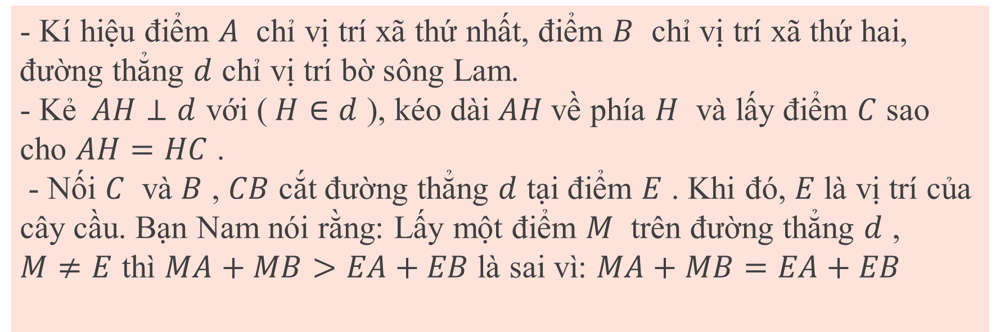 - Kí hiệu điểm A chỉ vị trí xã thứ nhất, điểm B chỉ vị trí xã thứ hai,
đường thẳng d chỉ vị trí bờ sông Lam.
- Kẻ AH ⊥ d với ( H ∈ d ), kéo dài AH về phía H và lấy điểm C sao
cho AH = HC .
- Nối C và B , CB cắt đường thẳng d tại điểm E . Khi đó, E là vị trí của
cây cầu. Bạn Nam nói rằng: Lấy một điểm M trên đường thẳng d ,
M ≠ E thì MA + MB > EA + EB là sai vì: MA + MB = EA + EB